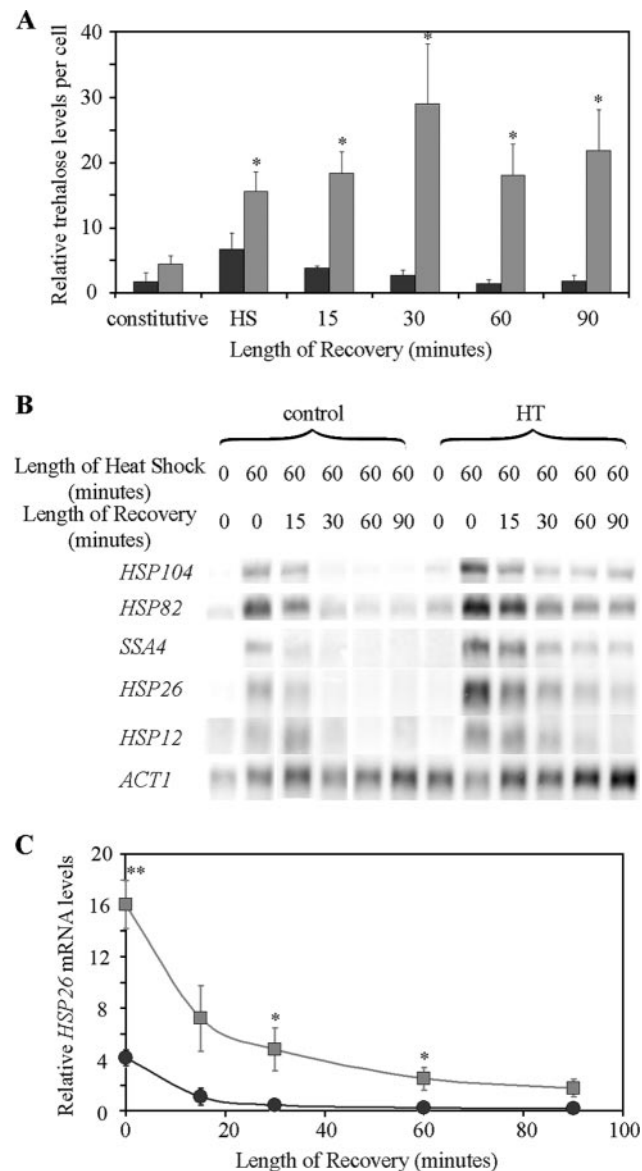 A
Relative trehalose levels per cell
40
30
20
10
0
* * * * *
constitutive HS 15 30 60 90
Length of Recovery (minutes)
B
control HT
Length of Heat Shock (minutes) 0 60 60 60 60 60 0 60 60 60 60 60
Length of Recovery (minutes) 0 0 15 30 60 90 0 0 15 30 60 90
HSP104
HSP82
SSA4
HSP26
HSP12
ACT1
C
Relative HSP26 mRNA levels
20
16
12
8
4
0
** * *
0 20 40 60 80 100
Length of Recovery (minutes)